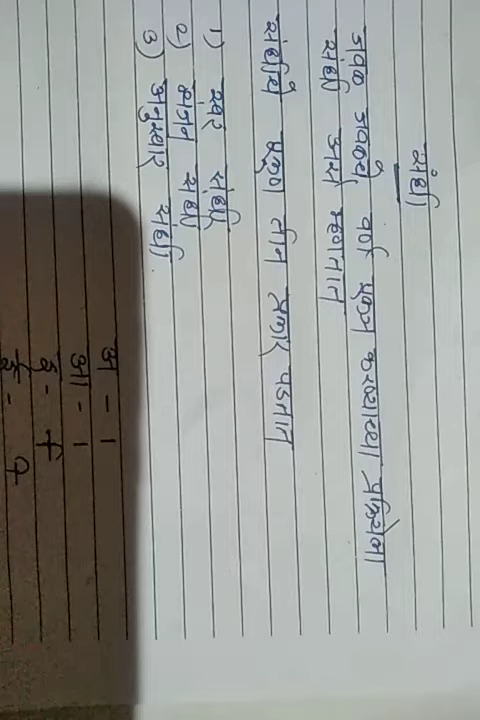 संधी
जवळ जवळचे वर्ण एकत्र करण्याच्या प्रक्रियेला
संधी असे म्हणतात
संधीचे एकूण तीन प्रकार पडतात
1) स्वर संधी
2) व्यंजन संधी
3) अनुस्वार संधी
अ - ा
आ - ा
इ - ि
ई - ी